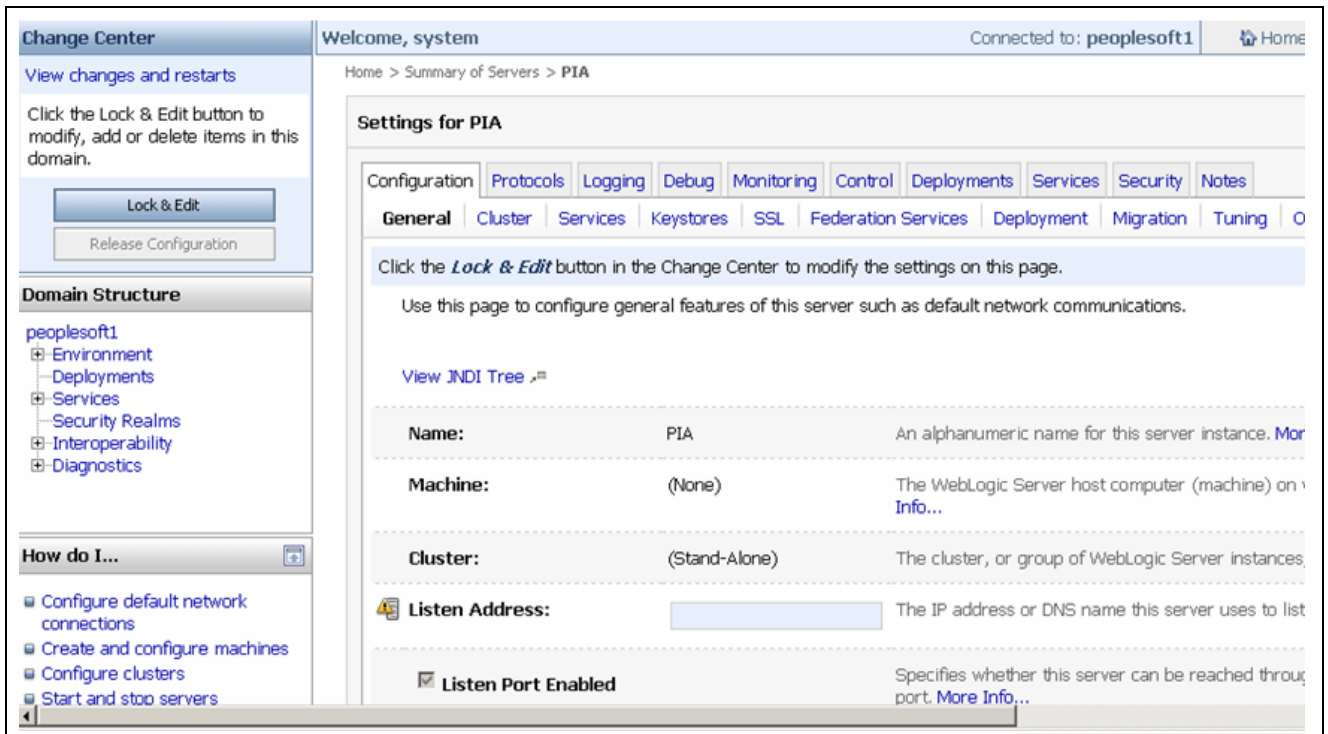 Change Center
View changes and restarts
Click the Lock & Edit button to
modify, add or delete items in this
domain.
Lock & Edit
Release Configuration
Domain Structure
peoplesoft1
Environment
Deployments
Services
Security Realms
Interoperability
Diagnostics
How do I...
Configure default network
connections
Create and configure machines
Configure clusters
Start and stop servers
Welcome, system
Connected to: peoplesoft1
Home
Home > Summary of Servers > PIA
Settings for PIA
Configuration Protocols Logging Debug Monitoring Control Deployments Services Security Notes
General Cluster Services Keystores SSL Federation Services Deployment Migration Tuning
Click the Lock & Edit button in the Change Center to modify the settings on this page.
Use this page to configure general features of this server such as default network communications.
View JNDI Tree
Name: PIA An alphanumeric name for this server instance. Mor
Machine: (None) The WebLogic Server host computer (machine) on
Info...
Cluster: (Stand-Alone) The cluster, or group of WebLogic Server instances,
Listen Address: The IP address or DNS name this server uses to list
Listen Port Enabled Specifies whether this server can be reached throug
port. More Info...